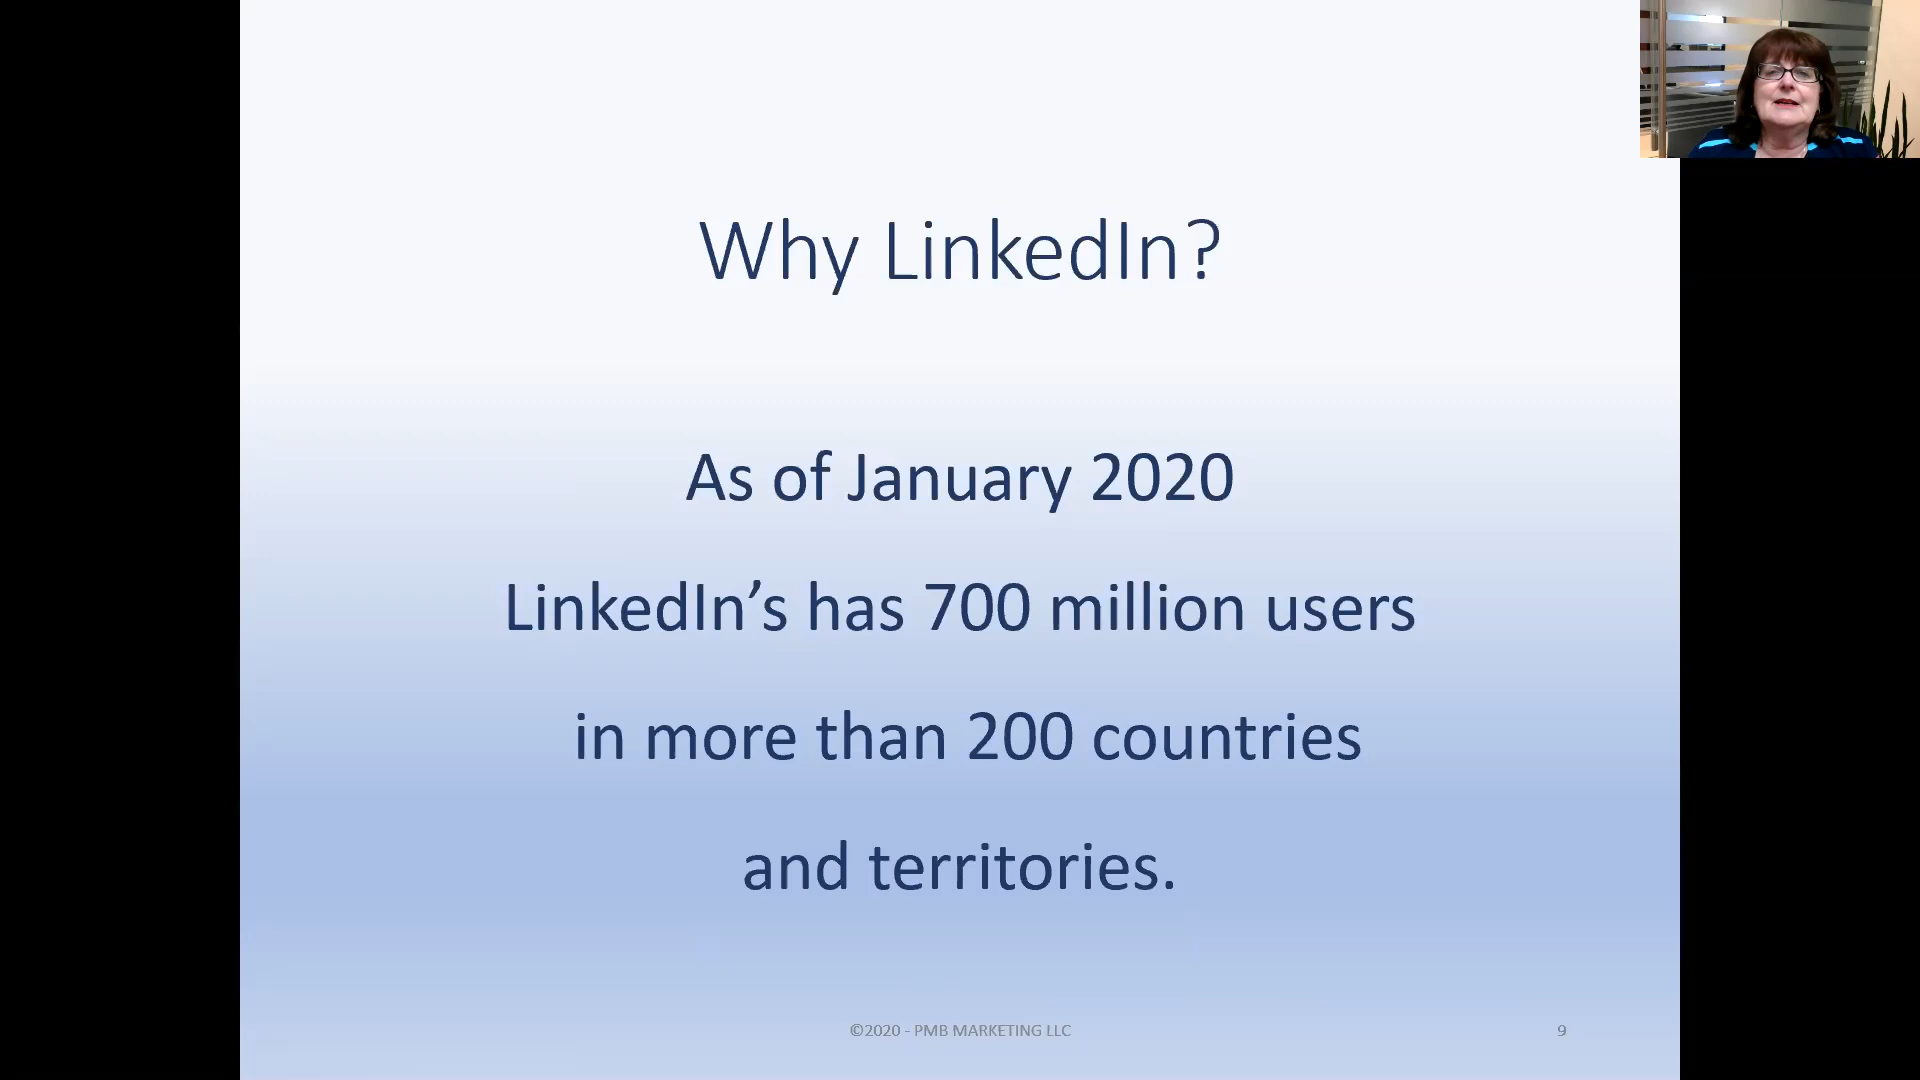 Why LinkedIn?
As of January 2020
LinkedIn’s has 700 million users
in more than 200 countries
and territories.
©2020 - PMB MARKETING LLC
9